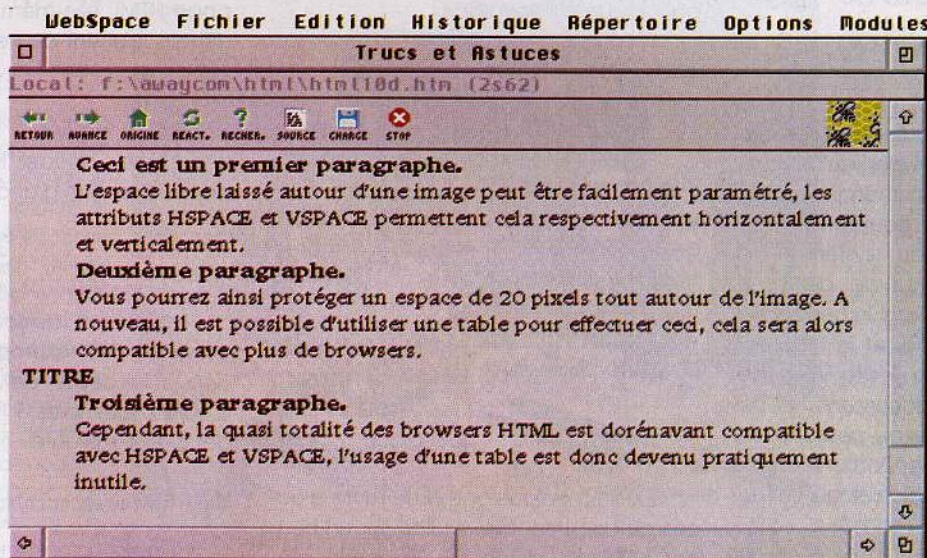 WebSpace Fichier Edition Historique Répertoire Options Modules
Trucs et Astuces
Local: f:\awaycom\html\html10d.htm (2s62)
RETOUR AVANCE ORIGINE REACT. RECHER. SOURCE CHARGE STOP
Ceci est un premier paragraphe.
L'espace libre laissé autour d'une image peut être facilement paramétré, les
attributs HSPACE et VSPACE permettent cela respectivement horizontalement
et verticalement.
Deuxième paragraphe.
Vous pourrez ainsi protéger un espace de 20 pixels tout autour de l'image. A
nouveau, il est possible d'utiliser une table pour effectuer ceci, cela sera alors
compatible avec plus de browsers.
TITRE
Troisième paragraphe.
Cependant, la quasi totalité des browsers HTML est dorénavant compatible
avec HSPACE et VSPACE, l'usage d'une table est donc devenu pratiquement
inutile.